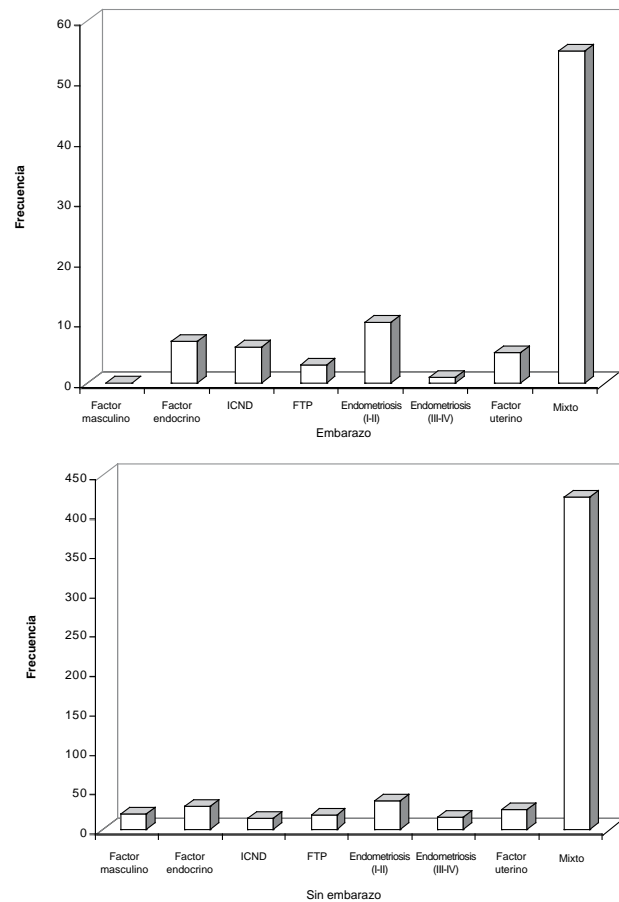 60
50
40
30
20
10
0
Frecuencia
Factor masculino
Factor endocrino
ICND
FTP
Endometriosis (I-II)
Endometriosis (III-IV)
Factor uterino
Mixto
Embarazo
450
400
350
300
250
200
150
100
50
0
Frecuencia
Factor masculino
Factor endocrino
ICND
FTP
Endometriosis (I-II)
Endometriosis (III-IV)
Factor uterino
Mixto
Sin embarazo